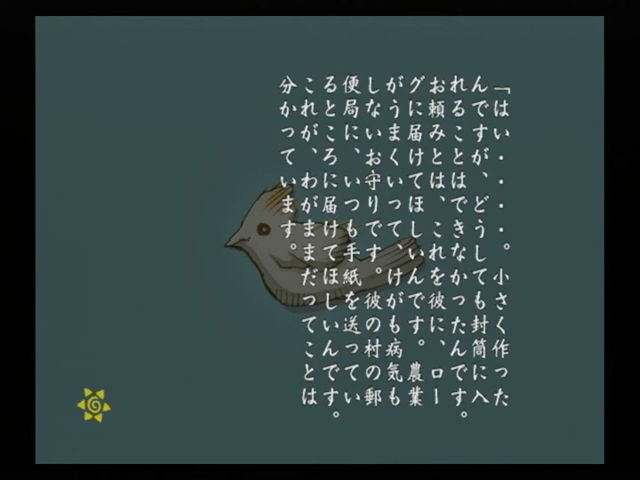 「はい・・・。小さく作った
んですが、どうしても封筒に入
れることはできなかったんです。
お頼みとは、これを彼に、ロー
グに届けてほしいんです。農業
がうまくいって、けがも病気も
しないお守りです。彼の村の郵
便局に、いつも手紙を送ってい
るところに届けてほしいんです。
これが、わがままだってことは
分かっています。